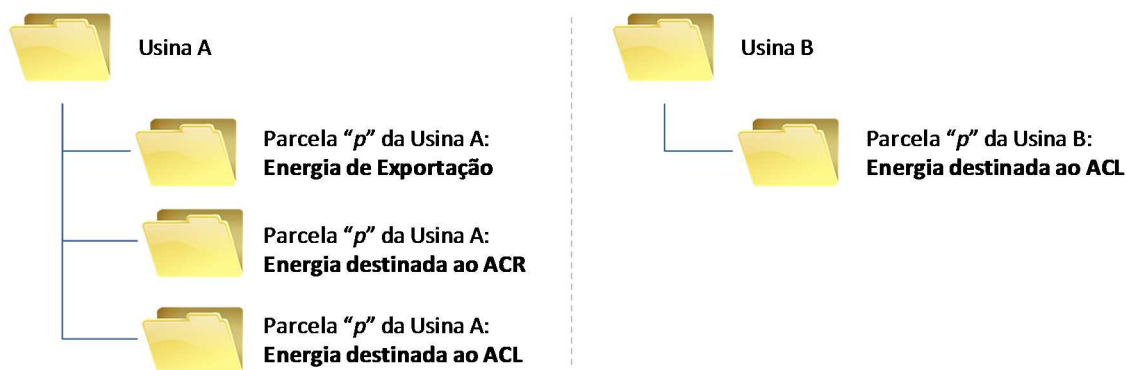 Usina A
Parcela “p” da Usina A:
Energia de Exportação
Parcela “p” da Usina A:
Energia destinada ao ACR
Parcela “p” da Usina A:
Energia destinada ao ACL
Usina B
Parcela “p” da Usina B:
Energia destinada ao ACL